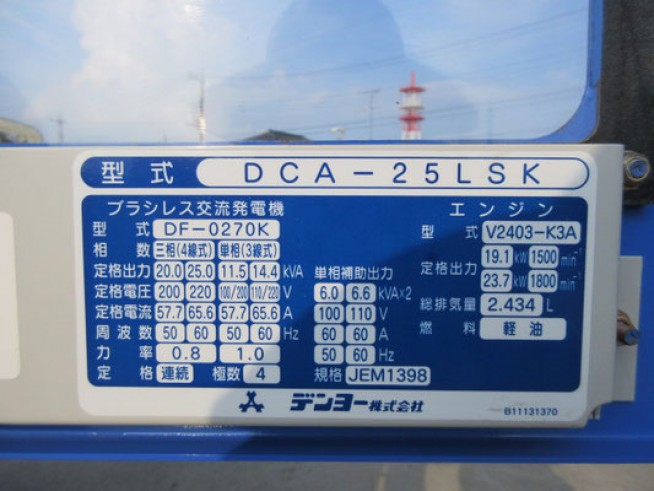 型式 DCA-25LSK
ブラシレス交流発電機
型式 DF-0270K
相数 三相(4線式) 単相(3線式)
定格出力 20.0 25.0 11.5 14.4 kVA
定格電圧 200 220 100/200 110/220 V
定格電流 57.7 65.6 57.7 65.6 A
周波数 50 60 50 60 Hz
力率 0.8 1.0
定格 連続 極数 4
単相補助出力
6.0 6.6 kVA×2
100 110 V
60 60 A
50 60 Hz
規格 JEM1398
エンジン
型式 V2403-K3A
定格出力 19.1 kW 1500 min⁻¹
23.7 kW 1800 min⁻¹
総排気量 2.434 L
燃料 軽油
デンヨー株式会社
B11131370